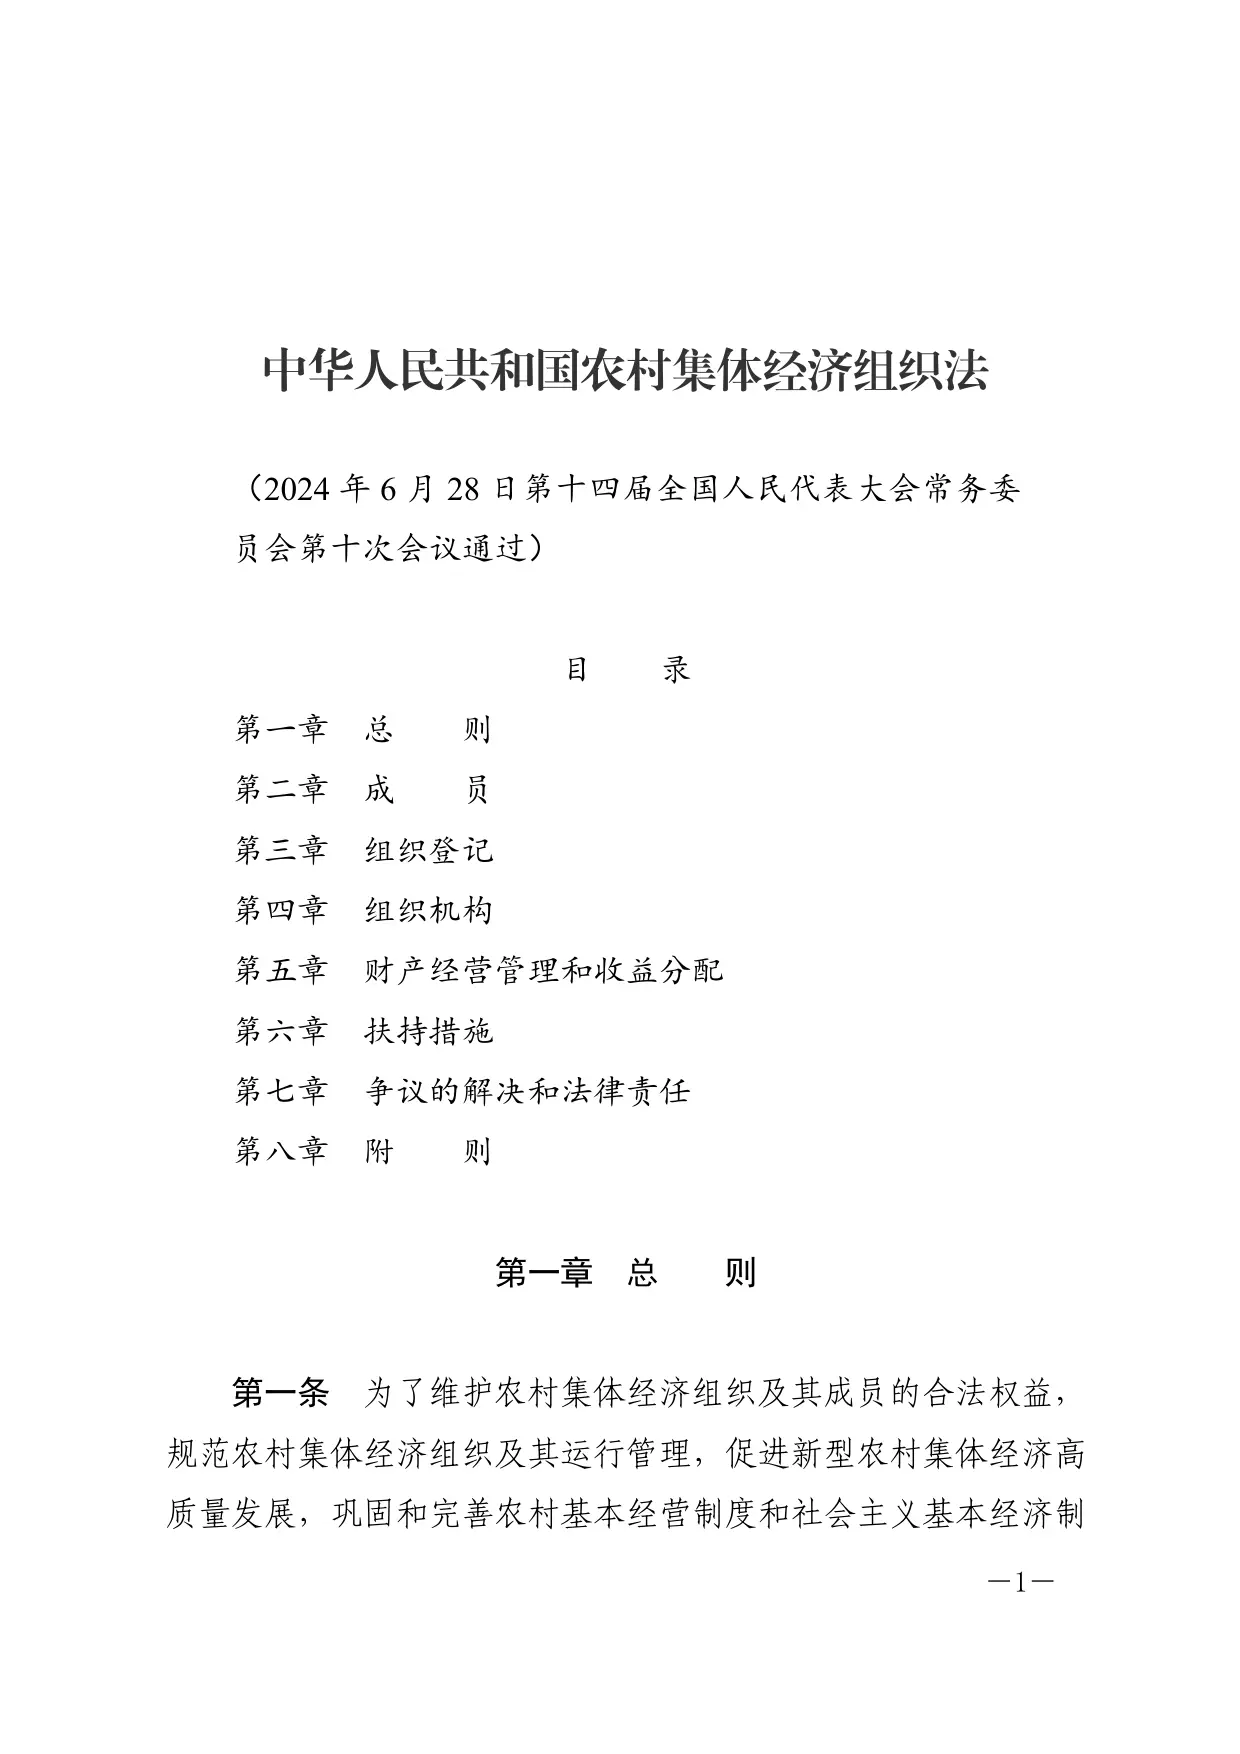 中华人民共和国农村集体经济组织法
（2024 年 6 月 28 日第十四届全国人民代表大会常务委
员会第十次会议通过）
目　　录
第一章　总　　则
第二章　成　　员
第三章　组织登记
第四章　组织机构
第五章　财产经营管理和收益分配
第六章　扶持措施
第七章　争议的解决和法律责任
第八章　附　　则
第一章　总　　则
第一条　为了维护农村集体经济组织及其成员的合法权益，
规范农村集体经济组织及其运行管理，促进新型农村集体经济高
质量发展，巩固和完善农村基本经营制度和社会主义基本经济制
—1—